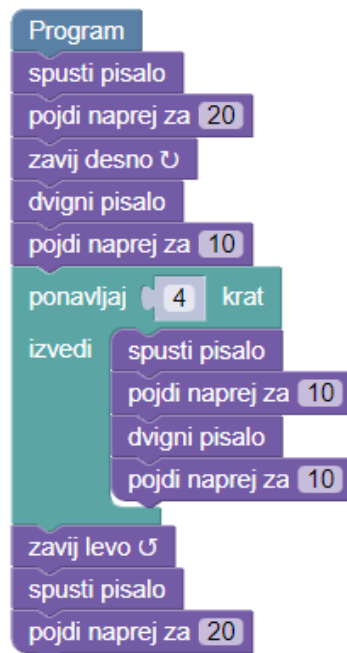 Program
spusti pisalo
pojdi naprej za 20
zavij desno ↻
dvigni pisalo
pojdi naprej za 10
ponavljaj 4 krat
izvedi spusti pisalo
pojdi naprej za 10
dvigni pisalo
pojdi naprej za 10
zavij levo ↺
spusti pisalo
pojdi naprej za 20